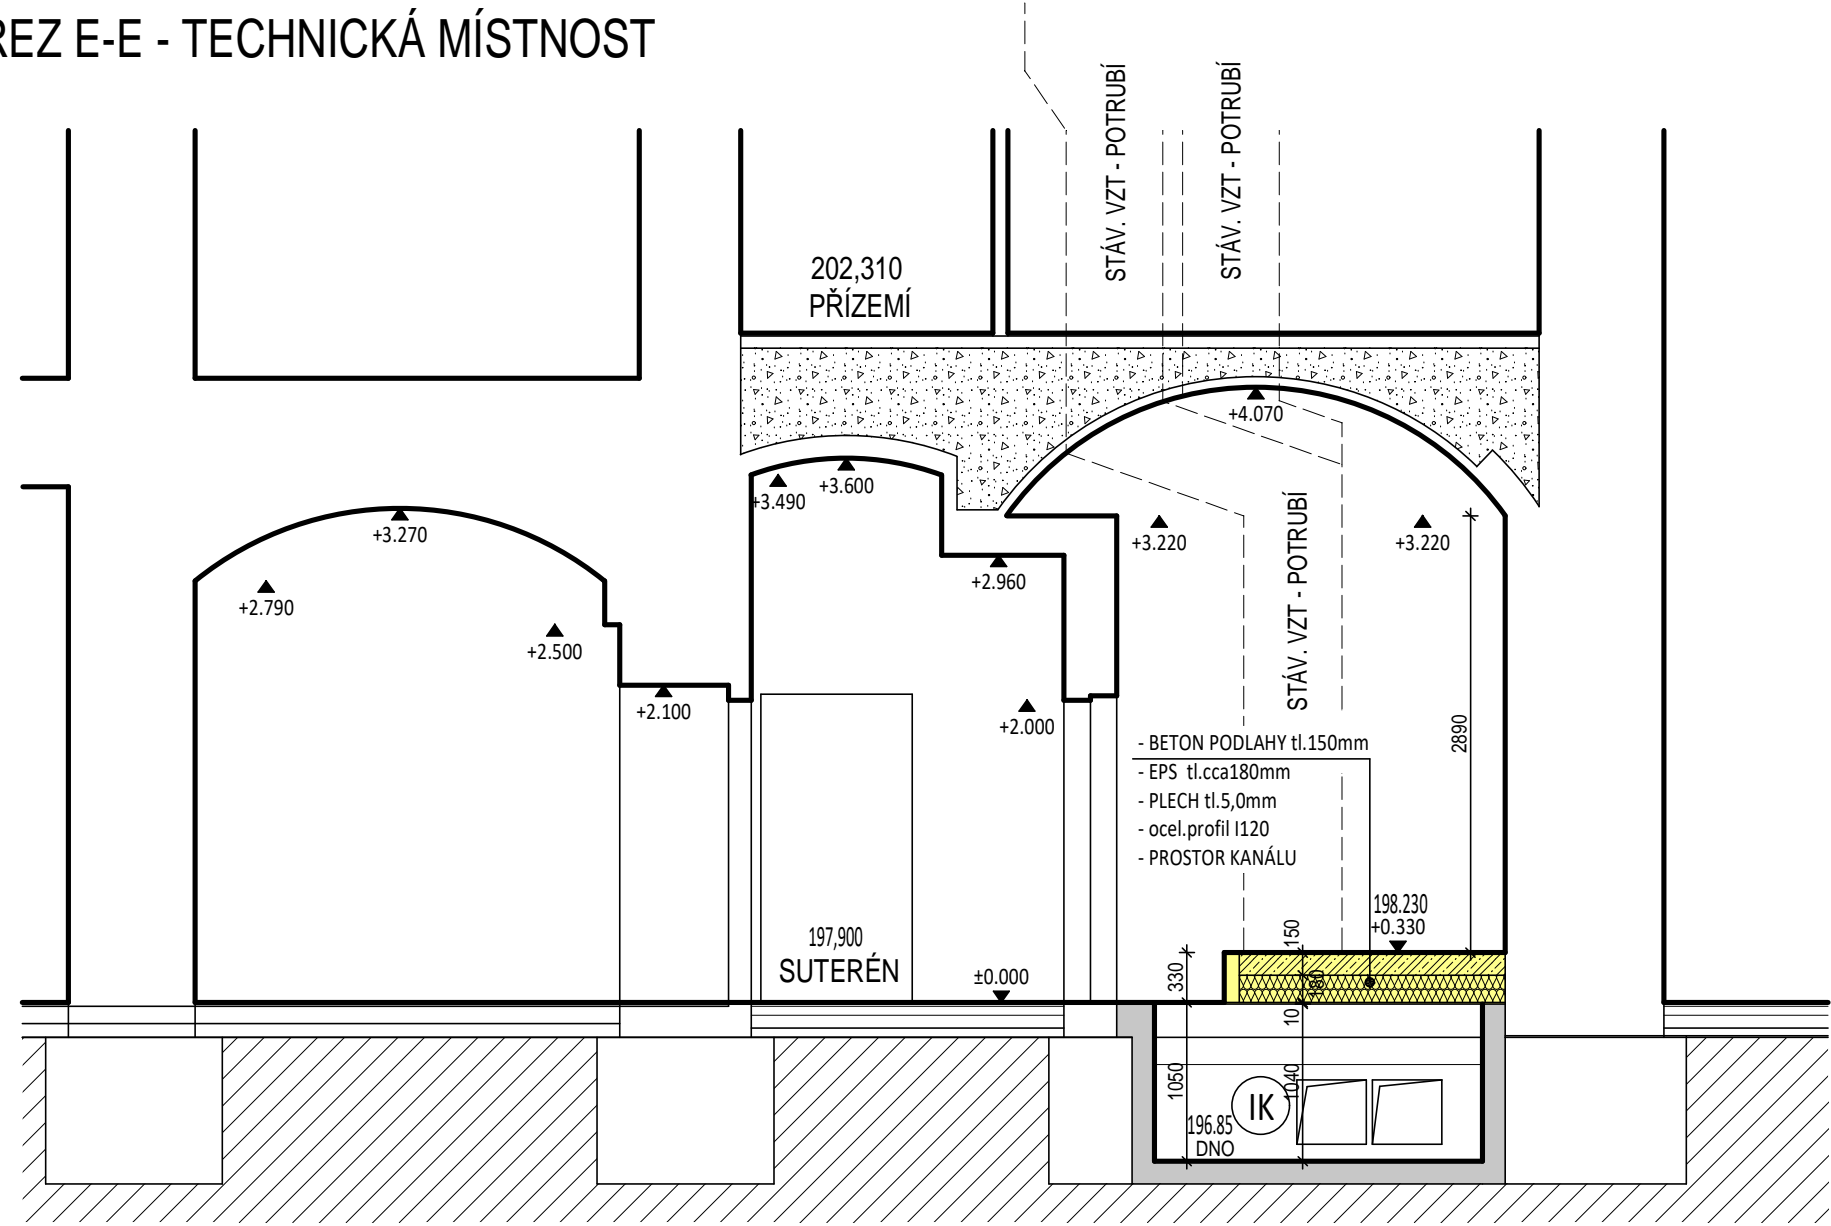 ŘEZ E-E - TECHNICKÁ MÍSTNOST
STÁV. VZT - POTRUBÍ
STÁV. VZT - POTRUBÍ
202,310
PŘÍZEMÍ
+4.070
+3.490
+3.600
+3.270
+3.220
+3.220
+2.960
+2.790
+2.500
+2.100
+2.000
STÁV. VZT - POTRUBÍ
2890
- BETON PODLAHY tl.150mm
- EPS tl.cca180mm
- PLECH tl.5,0mm
- ocel.profil I120
- PROSTOR KANÁLU
198.230
+0.330
197,900
SUTERÉN
±0.000
330
150
180
10
1050
1040
IK
196.85
DNO